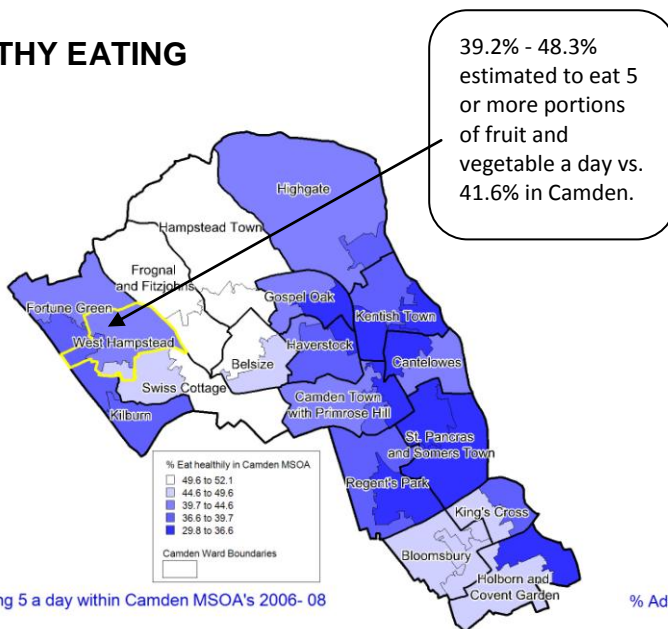 THY EATING
39.2% - 48.3%
estimated to eat 5
or more portions
of fruit and
vegetable a day vs.
41.6% in Camden.
Highgate
Hampstead Town
Frognal
and Fitzjohns
Fortune Green
Gospel Oak
Kentish Town
West Hampstead
Belsize
Haverstock
Cantelowes
Swiss Cottage
Kilburn
Camden Town
with Primrose Hill
St. Pancras
and Somers Town
Regent's Park
King's Cross
Bloomsbury
Holborn and
Covent Garden
% Eat healthily in Camden MSOA
49.6 to 52.1
44.6 to 49.6
39.7 to 44.6
36.6 to 39.7
29.8 to 36.6
Camden Ward Boundaries
ng 5 a day within Camden MSOA's 2006- 08
% Ad